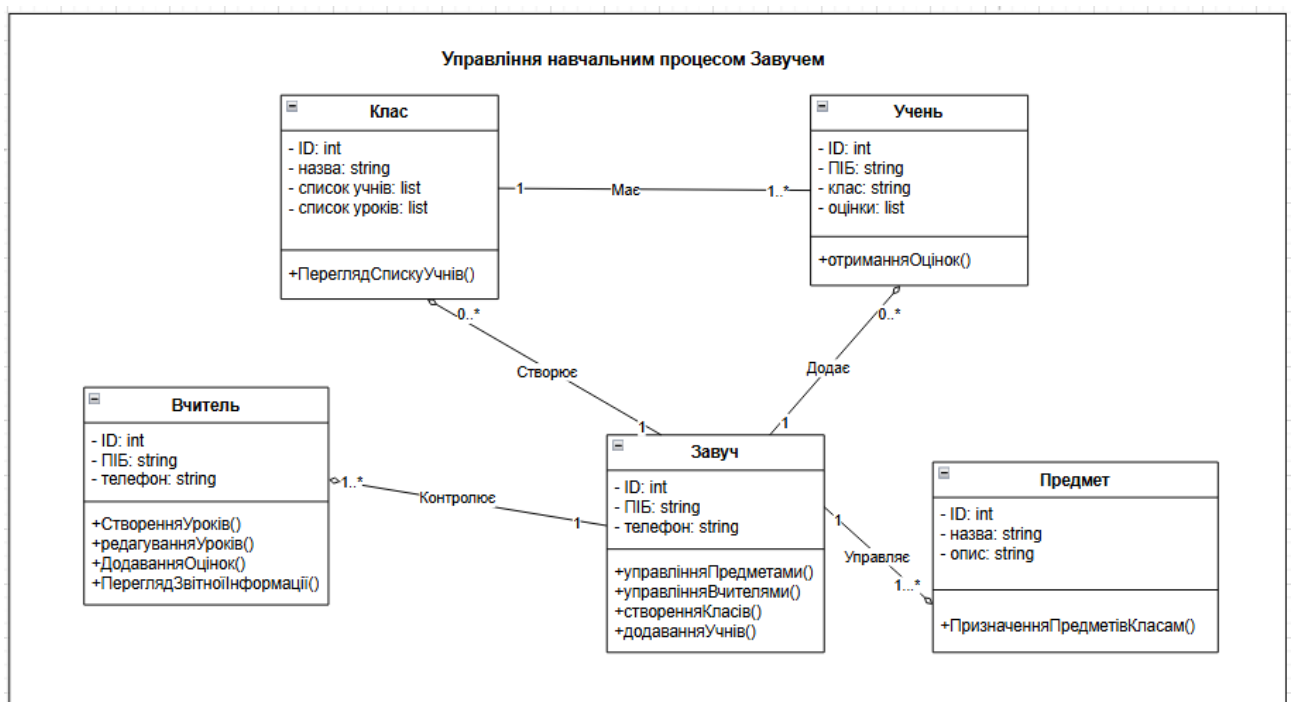 Управління навчальним процесом Завучем
Клас
- ID: int
- назва: string
- список учнів: list
- список уроків: list
+ПереглядСпискуУчнів()
Учень
- ID: int
- ПІБ: string
- клас: string
- оцінки: list
+отриманняОцінок()
1
Має
1..*
0..*
Створює
1
0..*
Додає
1
Вчитель
- ID: int
- ПІБ: string
- телефон: string
+СтворенняУроків()
+редагуванняУроків()
+ДодаванняОцінок()
+ПереглядЗвітноїІнформації()
1..*
Контролює
1
Завуч
- ID: int
- ПІБ: string
- телефон: string
+управлінняПредметами()
+управлінняВчителями()
+створенняКласів()
+додаванняУчнів()
1
Управляє
1...*
Предмет
- ID: int
- назва: string
- опис: string
+ПризначенняПредметівКласам()